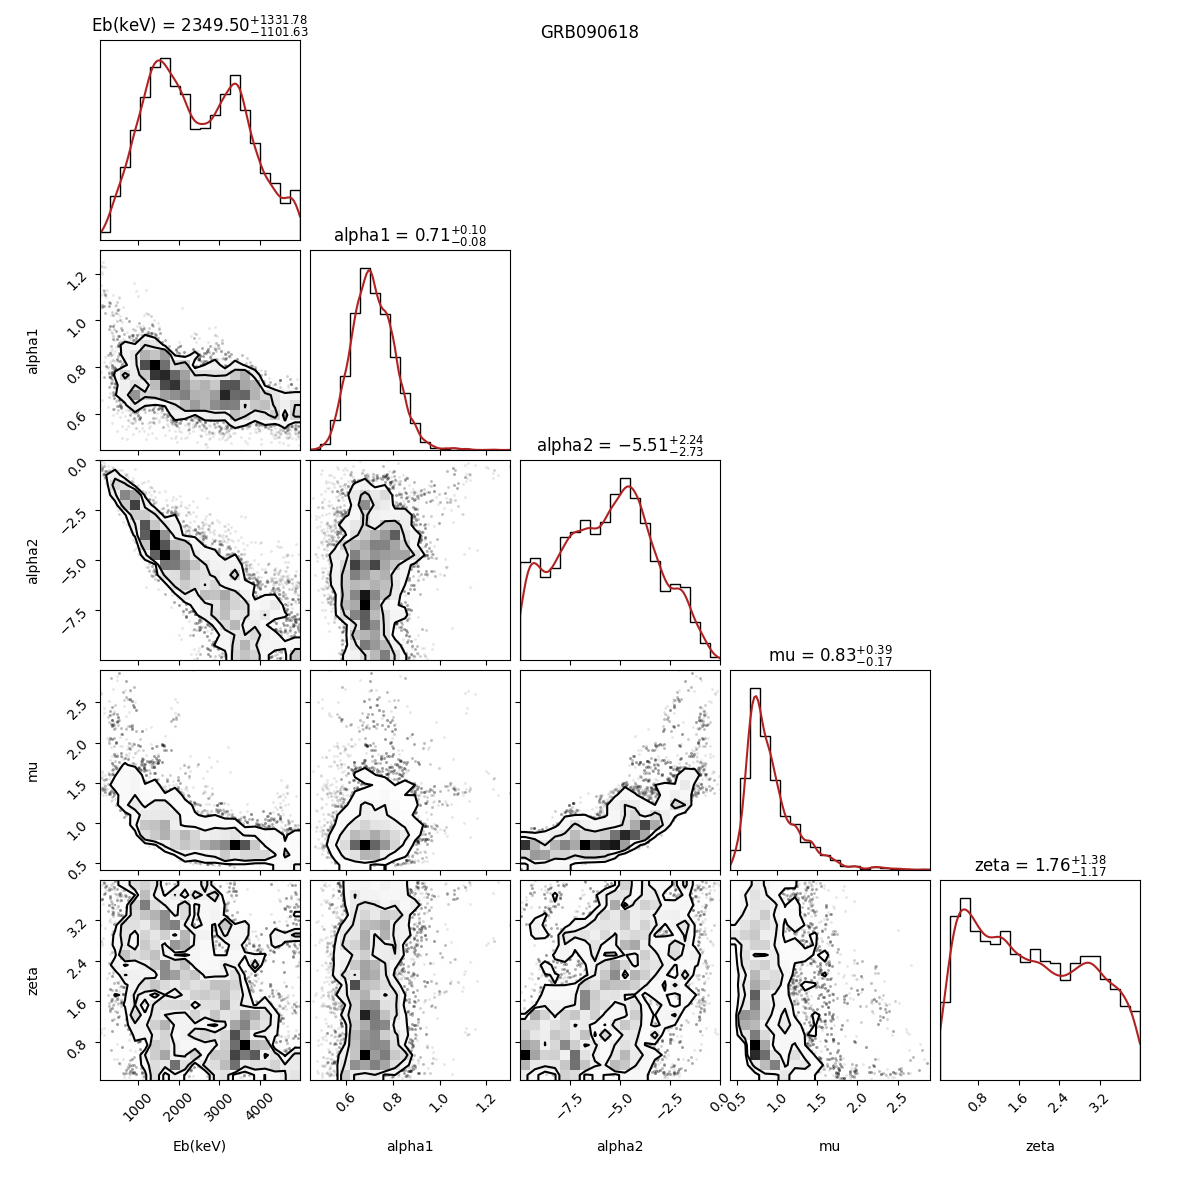 GRB090618
Eb(keV) = 2349.50 +1331.78 −1101.63
alpha1 = 0.71 +0.10 −0.08
alpha1
1.2
1.0
0.8
0.6
alpha2 = −5.51 +2.24 −2.73
alpha2
0.0
−2.5
−5.0
−7.5
mu = 0.83 +0.39 −0.17
mu
2.5
2.0
1.5
1.0
0.5
zeta = 1.76 +1.38 −1.17
zeta
3.2
2.4
1.6
0.8
1000 2000 3000 4000
0.6 0.8 1.0 1.2
−7.5 −5.0 −2.5 0.0
0.5 1.0 1.5 2.0 2.5
0.8 1.6 2.4 3.2
Eb(keV) alpha1 alpha2 mu zeta